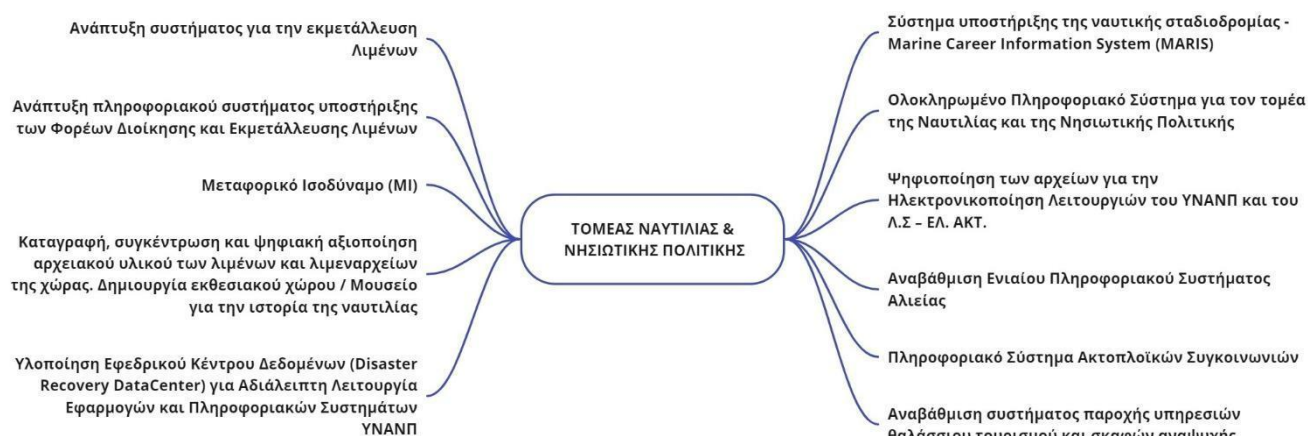 Ανάπτυξη συστήματος για την εκμετάλλευση
Λιμένων
Ανάπτυξη πληροφοριακού συστήματος υποστήριξης
των Φορέων Διοίκησης και Εκμετάλλευσης Λιμένων
Μεταφορικό Ισοδύναμο (ΜΙ)
Καταγραφή, συγκέντρωση και ψηφιακή αξιοποίηση
αρχειακού υλικού των λιμένων και λιμεναρχείων
της χώρας. Δημιουργία εκθεσιακού χώρου / Μουσείο
για την ιστορία της ναυτιλίας
Υλοποίηση Εφεδρικού Κέντρου Δεδομένων (Disaster
Recovery DataCenter) για Αδιάλειπτη Λειτουργία
Εφαρμογών και Πληροφοριακών Συστημάτων
ΥΝΑΝΠ
ΤΟΜΕΑΣ ΝΑΥΤΙΛΙΑΣ &
ΝΗΣΙΩΤΙΚΗΣ ΠΟΛΙΤΙΚΗΣ
Σύστημα υποστήριξης της ναυτικής σταδιοδρομίας -
Marine Career Information System (MARIS)
Ολοκληρωμένο Πληροφοριακό Σύστημα για τον τομέα
της Ναυτιλίας και της Νησιωτικής Πολιτικής
Ψηφιοποίηση των αρχείων για την
Ηλεκτρονικοποίηση Λειτουργιών του ΥΝΑΝΠ και του
Λ.Σ – ΕΛ. ΑΚΤ.
Αναβάθμιση Ενιαίου Πληροφοριακού Συστήματος
Αλιείας
Πληροφοριακό Σύστημα Ακτοπλοϊκών Συγκοινωνιών
Αναβάθμιση συστήματος παροχής υπηρεσιών
θαλάσσιου τουρισμού και σκαφών αναψυχής